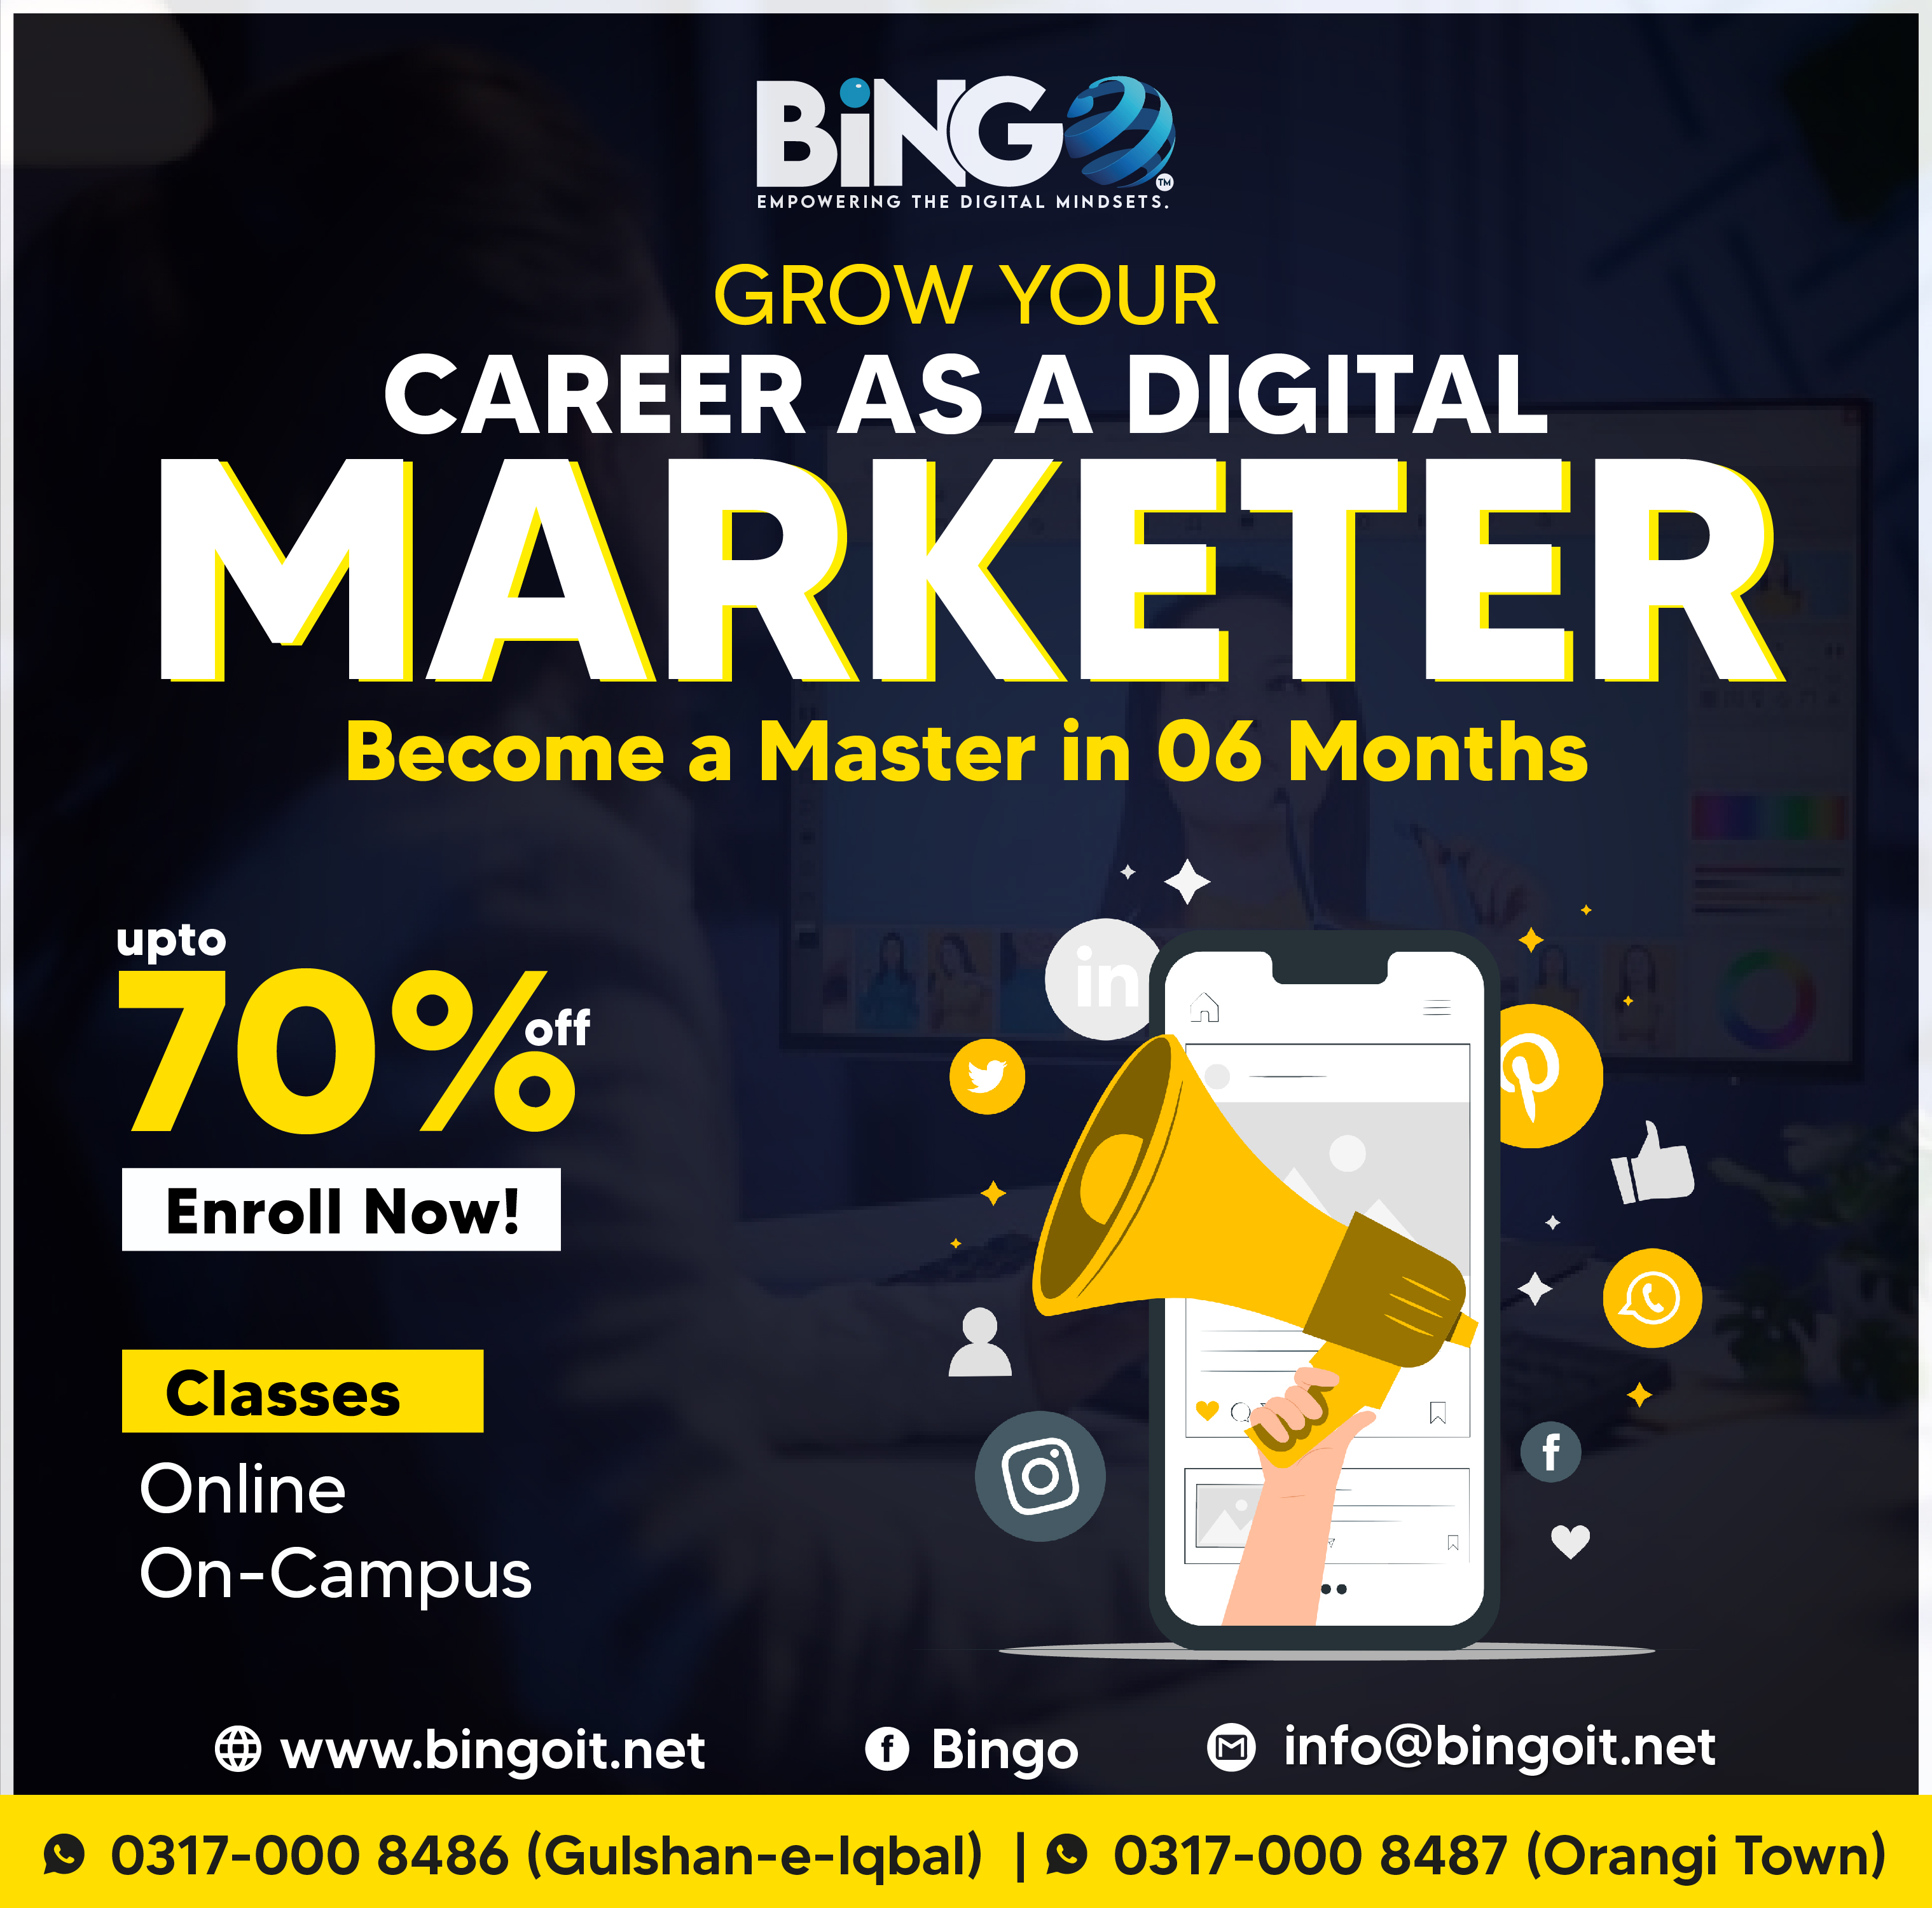 BiNGO
TM
EMPOWERING THE DIGITAL MINDSETS.
GROW YOUR
CAREER AS A DIGITAL
MARKETER
Become a Master in 06 Months
upto
70%
off
Enroll Now!
Classes
Online
On-Campus
in
f
www.bingoit.net
f Bingo
info@bingoit.net
0317-000 8486 (Gulshan-e-Iqbal) | 0317-000 8487 (Orangi Town)